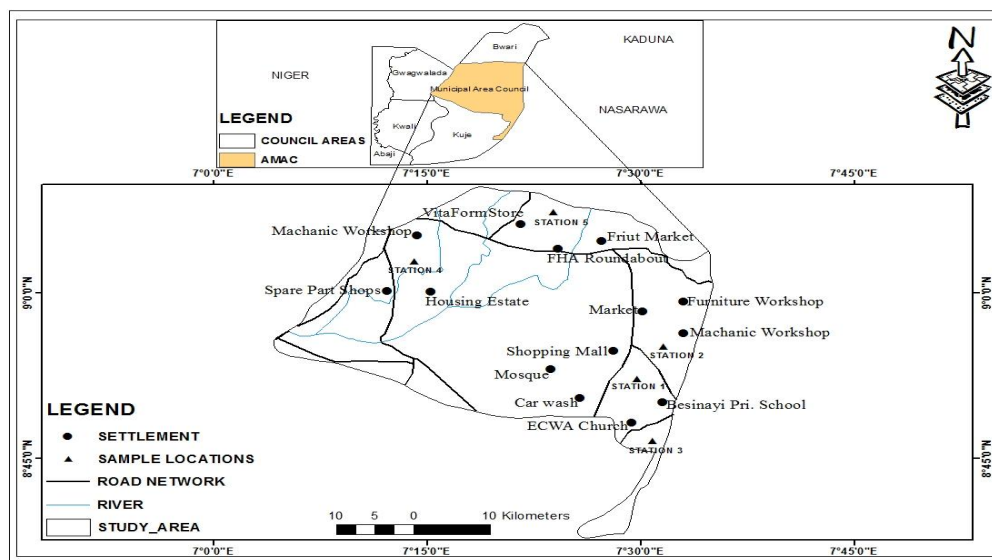 N
KADUNA
Bwari
NIGER
Gwagwalada
Municipal Area Council
NASARAWA
LEGEND
Kwali
Kuje
COUNCIL AREAS
Abaji
AMAC
7°0'0"E
7°15'0"E
7°30'0"E
7°45'0"E
VitaFormStore
STATION 5
Machanic Workshop
Friut Market
FHA Roundabout
STATION 4
9°0'0"N
9°0'0"N
Spare Part Shops
Housing Estate
Furniture Workshop
Market
Machanic Workshop
Shopping Mall
STATION 2
Mosque
STATION 1
Car wash
Besinayi Pri. School
ECWA Church
STATION 3
LEGEND
SETTLEMENT
SAMPLE LOCATIONS
8°45'0"N
8°45'0"N
ROAD NETWORK
RIVER
STUDY_AREA
10 5 0 10 Kilometers
7°0'0"E
7°15'0"E
7°30'0"E
7°45'0"E